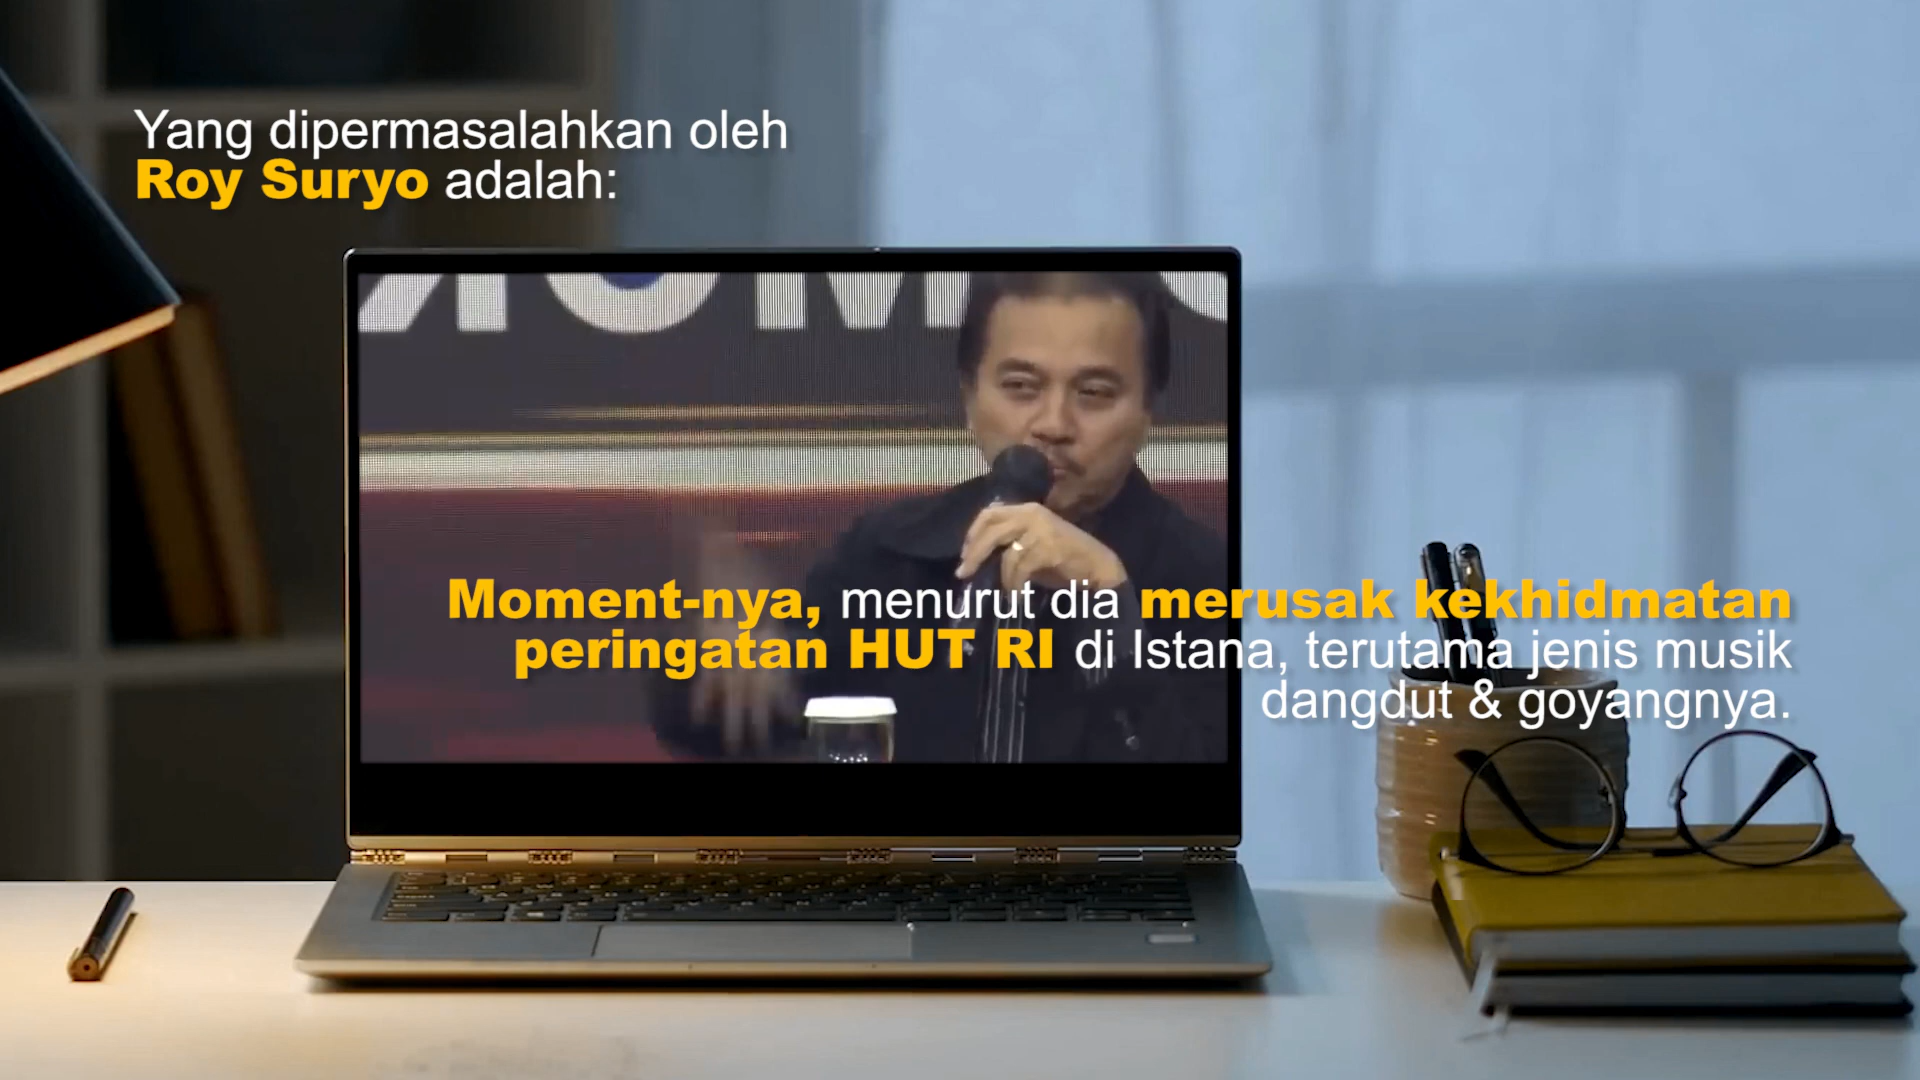 Yang dipermasalahkan oleh
Roy Suryo adalah:
Moment-nya, menurut dia merusak kekhidmatan
peringatan HUT RI di Istana, terutama jenis musik
dangdut & goyangnya.